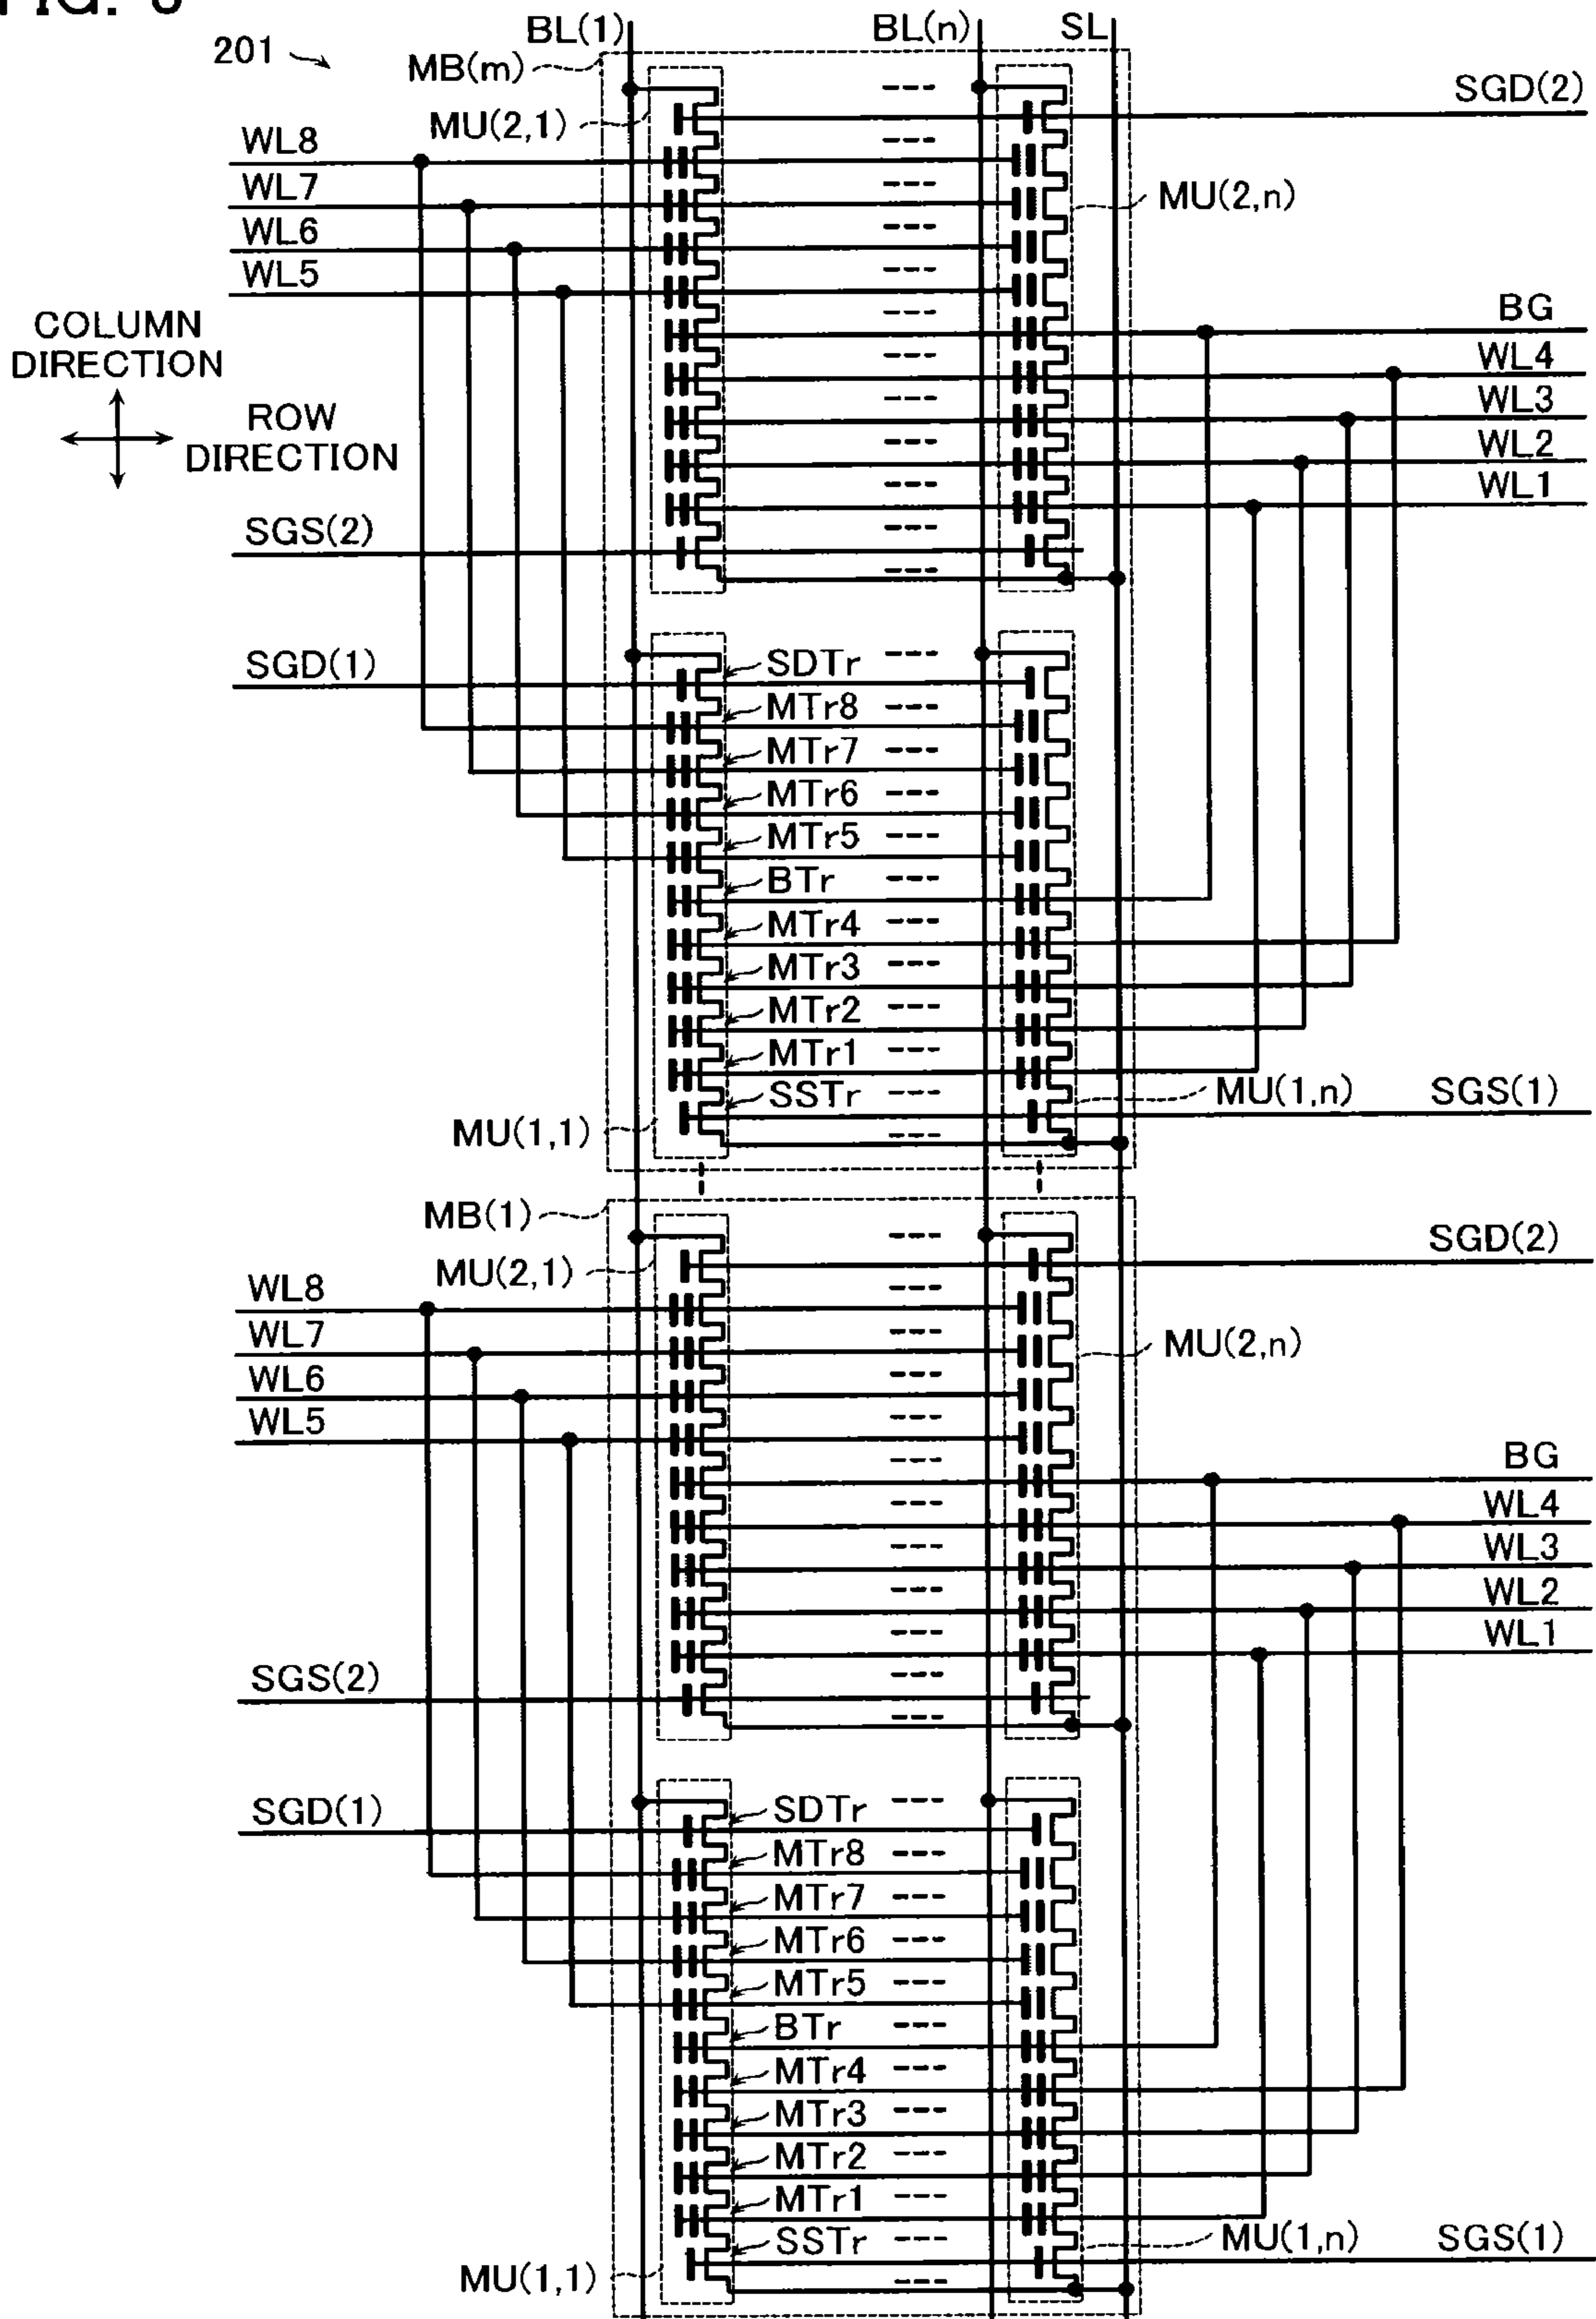 FIG.
201
BL(1)
BL(n)
SL
MB(m)
SGD(2)
MU(2,1)
WL8
WL7
MU(2,n)
WL6
WL5
BG
COLUMN
DIRECTION
WL4
WL3
ROW
DIRECTION
WL2
WL1
SGS(2)
SGD(1)
SDTr
MTr8
MTr7
MTr6
MTr5
BTr
MTr4
MTr3
MTr2
MTr1
SSTr
MU(1,n)
SGS(1)
MU(1,1)
MB(1)
SGD(2)
MU(2,1)
WL8
WL7
MU(2,n)
WL6
WL5
BG
WL4
WL3
WL2
WL1
SGS(2)
SGD(1)
SDTr
MTr8
MTr7
MTr6
MTr5
BTr
MTr4
MTr3
MTr2
MTr1
SSTr
MU(1,n)
SGS(1)
MU(1,1)